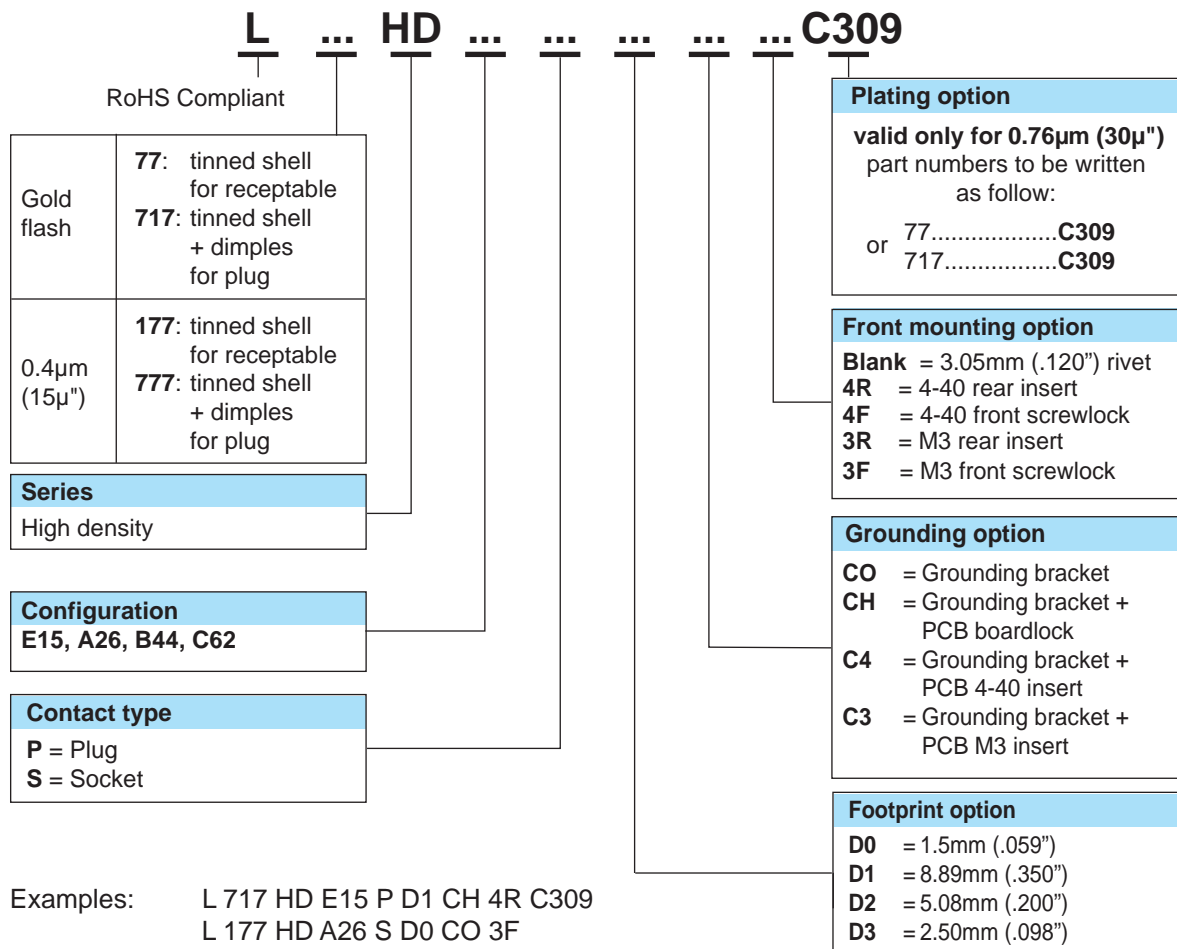 L ... HD ... ... ... ... ... C309
RoHS Compliant
Gold
flash
77: tinned shell
for receptable
717: tinned shell
+ dimples
for plug
0.4µm
(15µ")
177: tinned shell
for receptable
777: tinned shell
+ dimples
for plug
Series
High density
Configuration
E15, A26, B44, C62
Contact type
P = Plug
S = Socket
Plating option
valid only for 0.76µm (30µ")
part numbers to be written
as follow:
or
77...................C309
717.................C309
Front mounting option
Blank = 3.05mm (.120”) rivet
4R = 4-40 rear insert
4F = 4-40 front screwlock
3R = M3 rear insert
3F = M3 front screwlock
Grounding option
CO = Grounding bracket
CH = Grounding bracket +
PCB boardlock
C4 = Grounding bracket +
PCB 4-40 insert
C3 = Grounding bracket +
PCB M3 insert
Footprint option
D0 = 1.5mm (.059”)
D1 = 8.89mm (.350”)
D2 = 5.08mm (.200”)
D3 = 2.50mm (.098”)
Examples: L 717 HD E15 P D1 CH 4R C309
L 177 HD A26 S D0 CO 3F